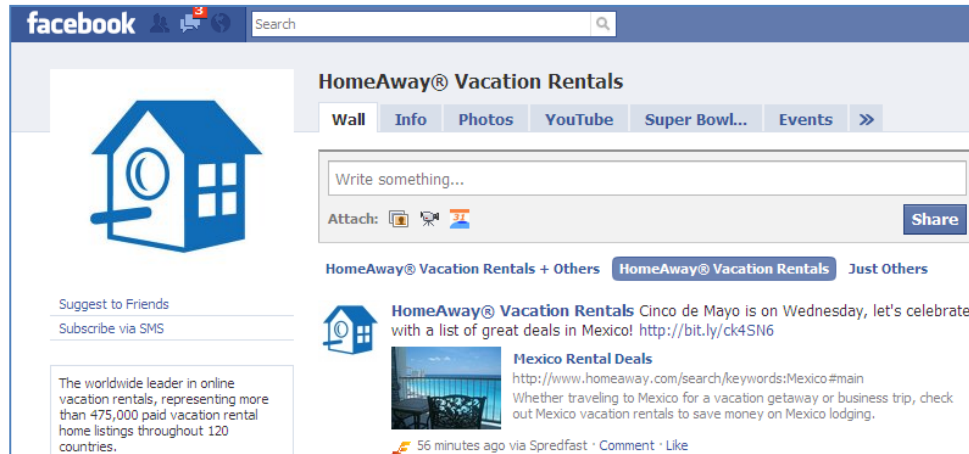 facebook
3
Search
HomeAway® Vacation Rentals
Wall Info Photos YouTube Super Bowl... Events »
Write something...
Attach: 31
Share
HomeAway® Vacation Rentals + Others HomeAway® Vacation Rentals Just Others
Suggest to Friends
Subscribe via SMS
The worldwide leader in online
vacation rentals, representing more
than 475,000 paid vacation rental
home listings throughout 120
countries.
HomeAway® Vacation Rentals Cinco de Mayo is on Wednesday, let's celebrate
with a list of great deals in Mexico! http://bit.ly/ck4SN6
Mexico Rental Deals
http://www.homeaway.com/search/keywords:Mexico#main
Whether traveling to Mexico for a vacation getaway or business trip, check
out Mexico vacation rentals to save money on Mexico lodging.
56 minutes ago via Spredfast · Comment · Like